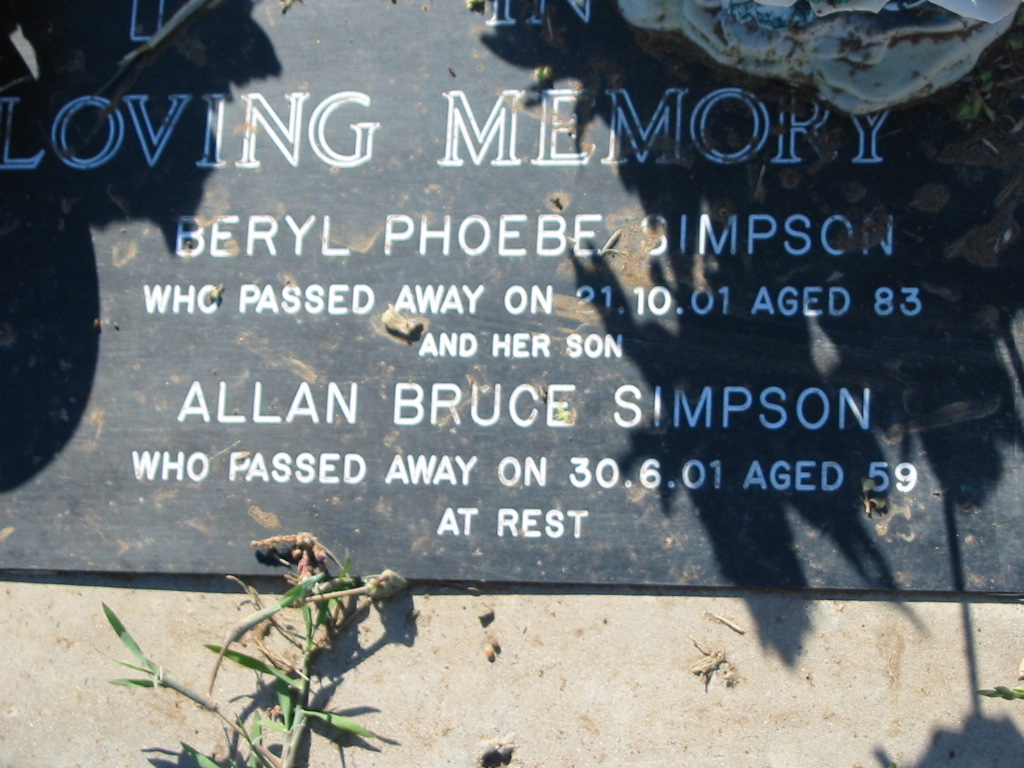 IN
LOVING MEMORY
BERYL PHOEBE SIMPSON
WHO PASSED AWAY ON 21.10.01 AGED 83
AND HER SON
ALLAN BRUCE SIMPSON
WHO PASSED AWAY ON 30.6.01 AGED 59
AT REST